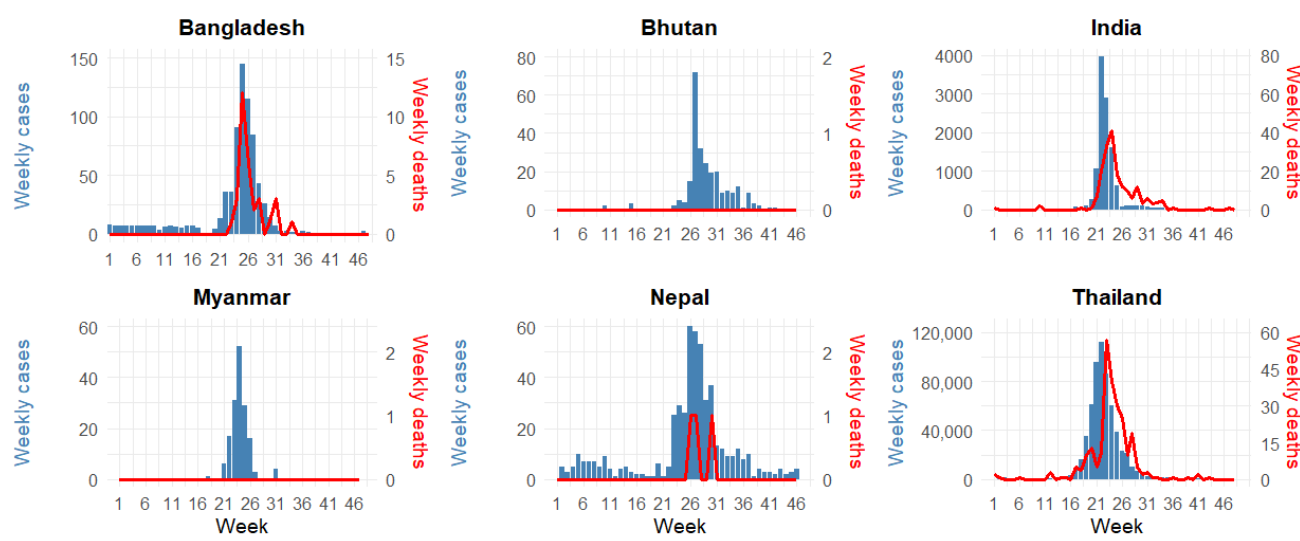 Bangladesh
150
100
50
0
15
10
5
0
1 6 11 16 21 26 31 36 41 46
Weekly cases
Weekly deaths
Bhutan
80
60
40
20
0
2
1
0
1 6 11 16 21 26 31 36 41 46
Weekly cases
Weekly deaths
India
4000
3000
2000
1000
0
80
60
40
20
0
1 6 11 16 21 26 31 36 41 46
Weekly cases
Weekly deaths
Myanmar
60
40
20
0
2
1
0
1 6 11 16 21 26 31 36 41 46
Week
Weekly cases
Weekly deaths
Nepal
60
40
20
0
2
1
0
1 6 11 16 21 26 31 36 41 46
Week
Weekly cases
Weekly deaths
Thailand
120,000
80,000
40,000
0
60
45
30
15
0
1 6 11 16 21 26 31 36 41 46
Week
Weekly cases
Weekly deaths